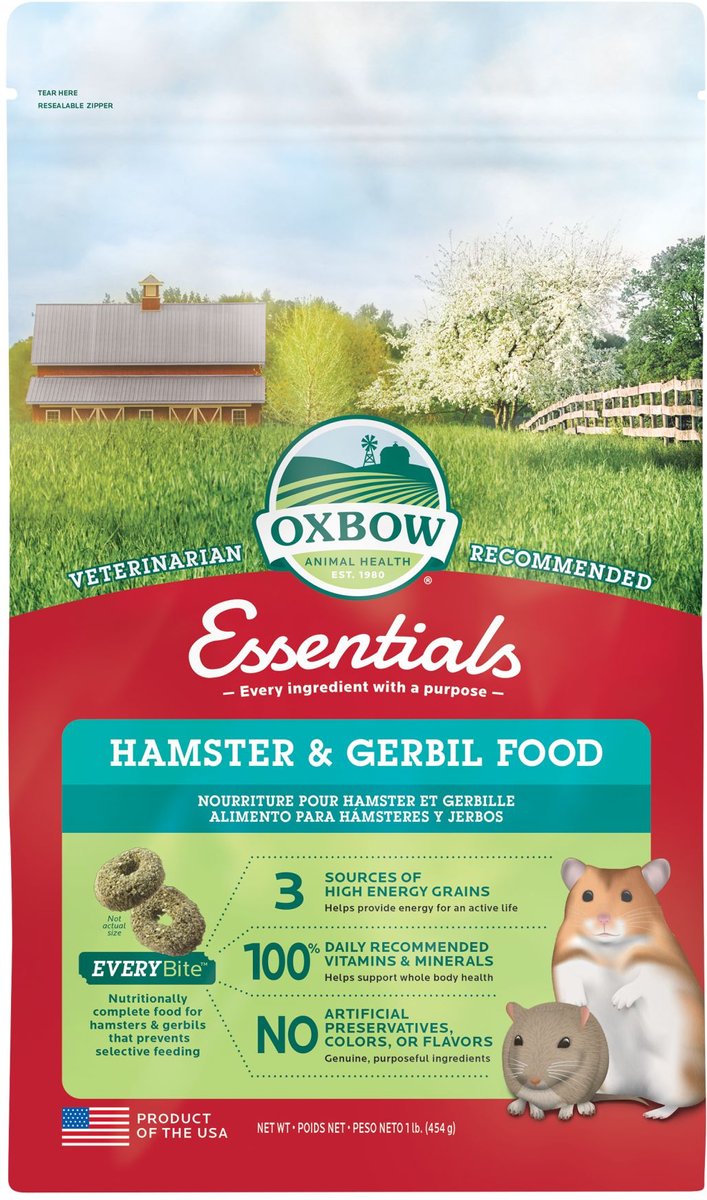 TEAR HERE
RESEALABLE ZIPPER
OXBOW
ANIMAL HEALTH
EST. 1980
®
VETERINARIAN RECOMMENDED
Essentials
— Every ingredient with a purpose —
HAMSTER & GERBIL FOOD
NOURRITURE POUR HAMSTER ET GERBILLE
ALIMENTO PARA HÁMSTERES Y JERBOS
Not
actual
size
EVERYBite™
Nutritionally
complete food for
hamsters & gerbils
that prevents
selective feeding
3 SOURCES OF
HIGH ENERGY GRAINS
Helps provide energy for an active life
100% DAILY RECOMMENDED
VITAMINS & MINERALS
Helps support whole body health
NO ARTIFICIAL
PRESERVATIVES,
COLORS, OR FLAVORS
Genuine, purposeful ingredients
PRODUCT
OF THE USA
NET WT • POIDS NET • PESO NETO 1 lb. (454 g)